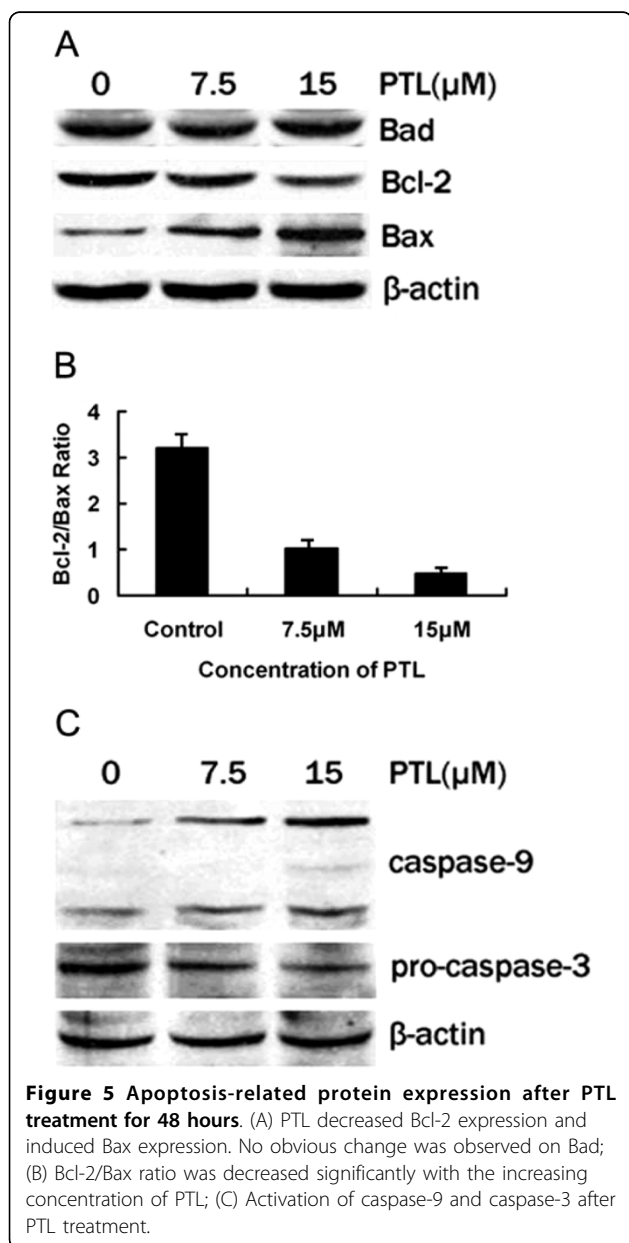 A
0 7.5 15 PTL(µM)
Bad
Bcl-2
Bax
β-actin
B
Bcl-2/Bax Ratio
4
3
2
1
0
Control 7.5µM 15µM
Concentration of PTL
C
0 7.5 15 PTL(µM)
caspase-9
pro-caspase-3
β-actin
Figure 5 Apoptosis-related protein expression after PTL
treatment for 48 hours. (A) PTL decreased Bcl-2 expression and
induced Bax expression. No obvious change was observed on Bad;
(B) Bcl-2/Bax ratio was decreased significantly with the increasing
concentration of PTL; (C) Activation of caspase-9 and caspase-3 after
PTL treatment.